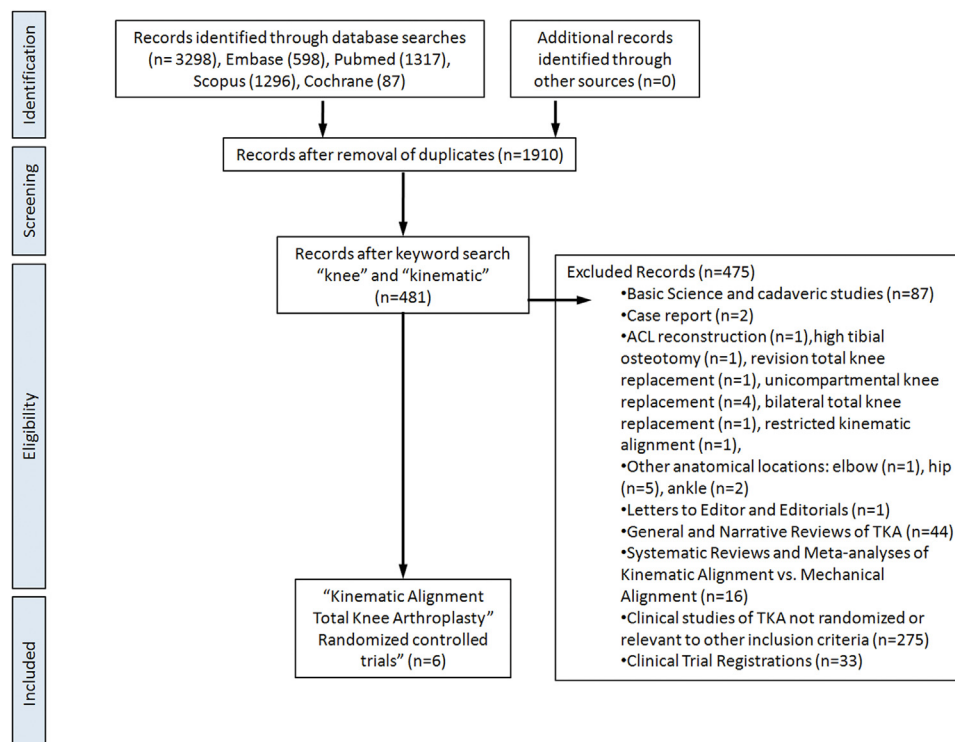 Identification
Records identified through database searches
(n= 3298), Embase (598), Pubmed (1317),
Scopus (1296), Cochrane (87)
Additional records
identified through
other sources (n=0)
Screening
Records after removal of duplicates (n=1910)
Records after keyword search
“knee” and “kinematic”
(n=481)
Eligibility
Excluded Records (n=475)
•Basic Science and cadaveric studies (n=87)
•Case report (n=2)
•ACL reconstruction (n=1),high tibial
osteotomy (n=1), revision total knee
replacement (n=1), unicompartmental knee
replacement (n=4), bilateral total knee
replacement (n=1), restricted kinematic
alignment (n=1),
•Other anatomical locations: elbow (n=1), hip
(n=5), ankle (n=2)
•Letters to Editor and Editorials (n=1)
•General and Narrative Reviews of TKA (n=44)
•Systematic Reviews and Meta-analyses of
Kinematic Alignment vs. Mechanical
Alignment (n=16)
•Clinical studies of TKA not randomized or
relevant to other inclusion criteria (n=275)
•Clinical Trial Registrations (n=33)
Included
“Kinematic Alignment
Total Knee Arthroplasty”
Randomized controlled
trials” (n=6)